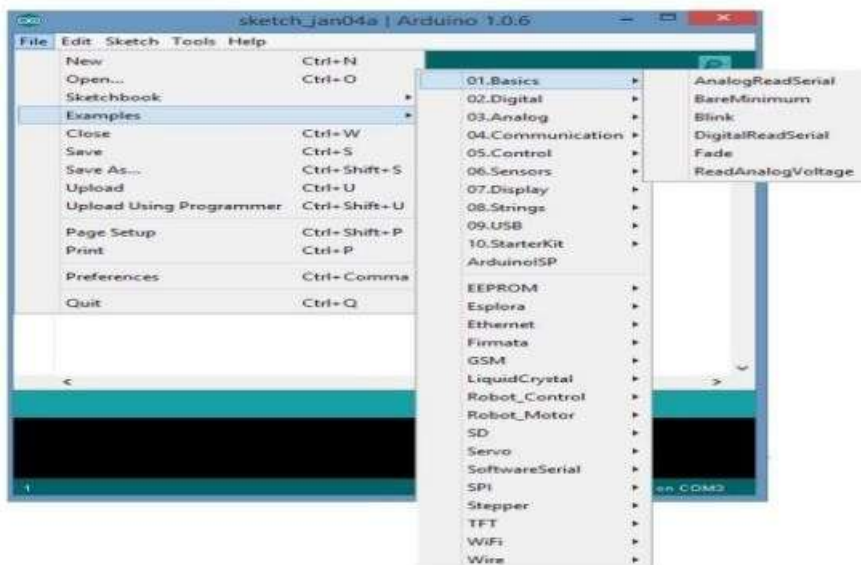 sketch_jan04a | Arduino 1.0.6
File Edit Sketch Tools Help
New Ctrl+N
Open... Ctrl+O
Sketchbook
Examples
Close Ctrl+W
Save Ctrl+S
Save As... Ctrl+Shift+S
Upload Ctrl+U
Upload Using Programmer Ctrl+Shift+U
Page Setup Ctrl+Shift+P
Print Ctrl+P
Preferences Ctrl+Comma
Quit Ctrl+Q
01.Basics
02.Digital
03.Analog
04.Communication
05.Control
06.Sensors
07.Display
08.Strings
09.USB
10.StarterKit
ArduinoISP
EEPROM
Esplora
Ethernet
Firmata
GSM
LiquidCrystal
Robot_Control
Robot_Motor
SD
Servo
SoftwareSerial
SPI
Stepper
TFT
WiFi
Wire
AnalogReadSerial
BareMinimum
Blink
DigitalReadSerial
Fade
ReadAnalogVoltage
1 on COM3